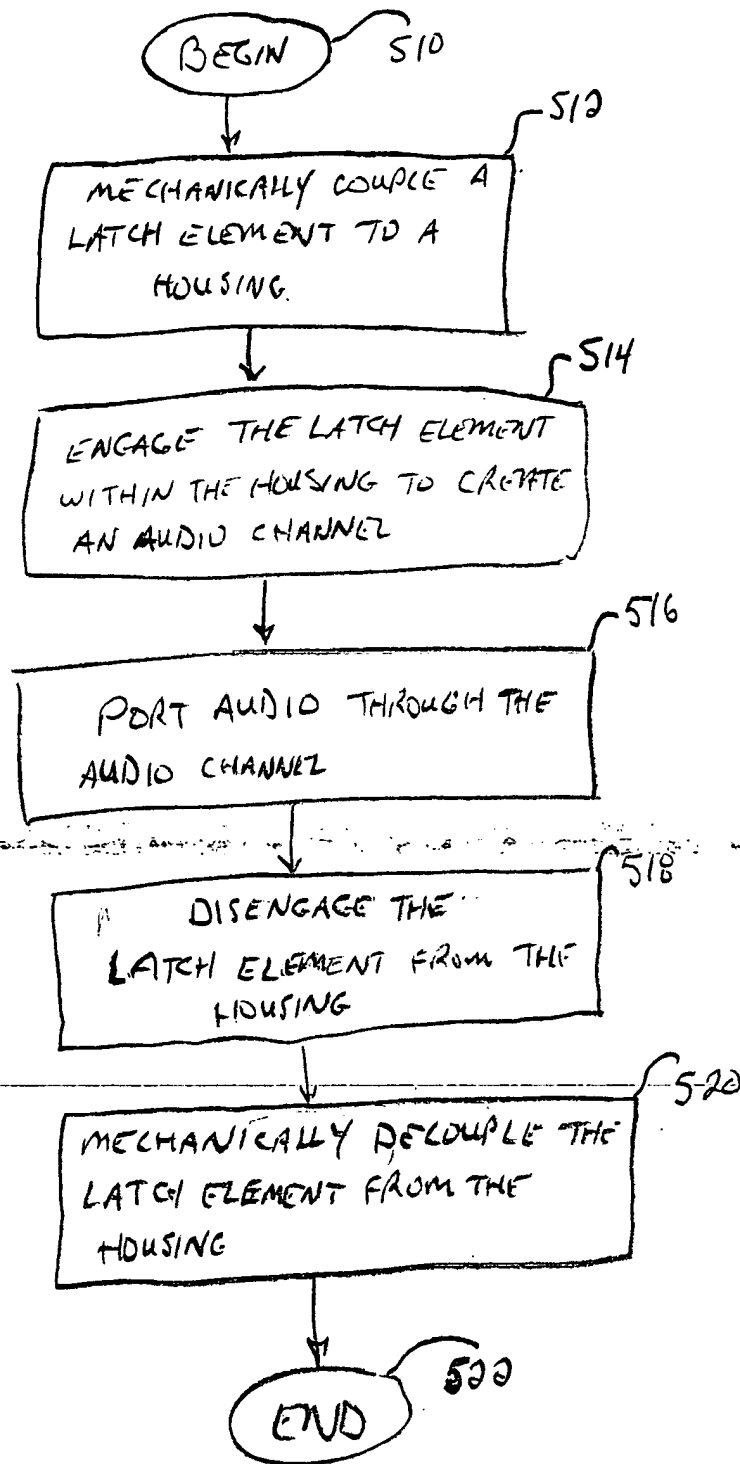 BEGIN
510
512
MECHANICALLY COUPLE A
LATCH ELEMENT TO A
HOUSING.
514
ENGAGE THE LATCH ELEMENT
WITHIN THE HOUSING TO CREATE
AN AUDIO CHANNEL
516
PORT AUDIO THROUGH THE
AUDIO CHANNEL
518
DISENGAGE THE
LATCH ELEMENT FROM THE
HOUSING
520
MECHANICALLY DECOUPLE THE
LATCH ELEMENT FROM THE
HOUSING
522
END